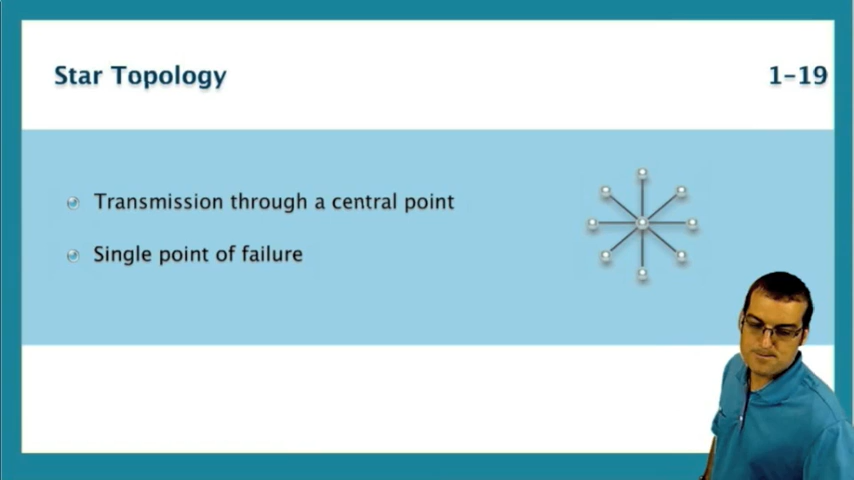 Star Topology
1-19
Transmission through a central point
Single point of failure